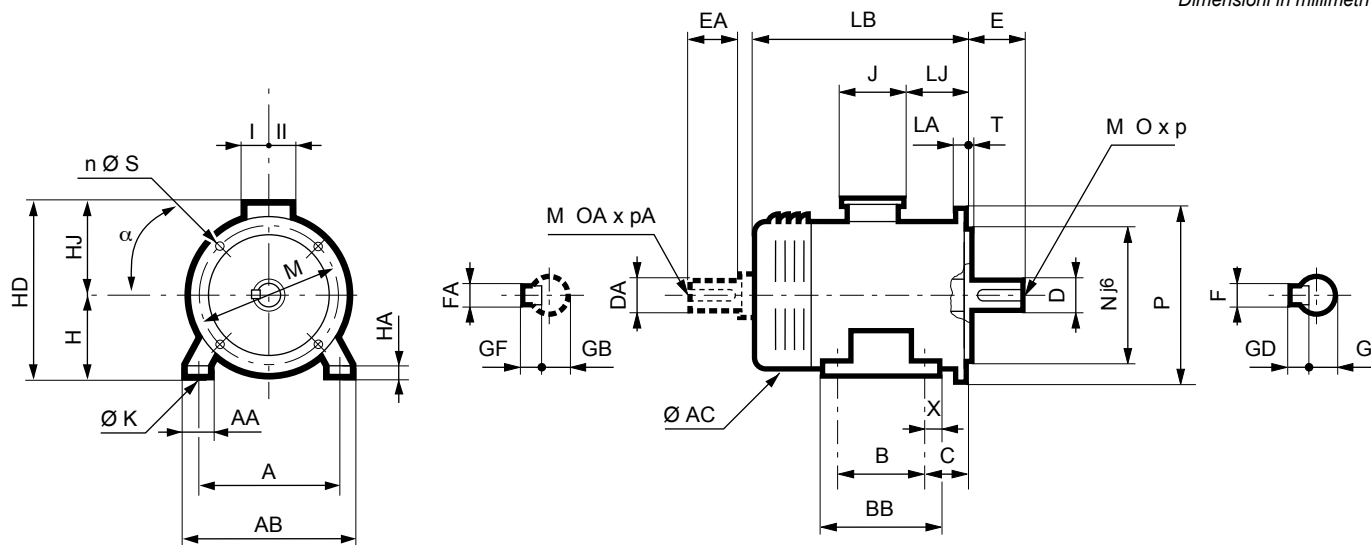 Dimensioni in millimetri
EA
LB
E
J
LJ
I
II
LA
T
M O x p
n Ø S
α
HJ
HD
H
M
HA
M OA x pA
FA
DA
D
N j6
P
F
GF
GB
GD
G
Ø K
AA
Ø AC
X
A
B
C
AB
BB